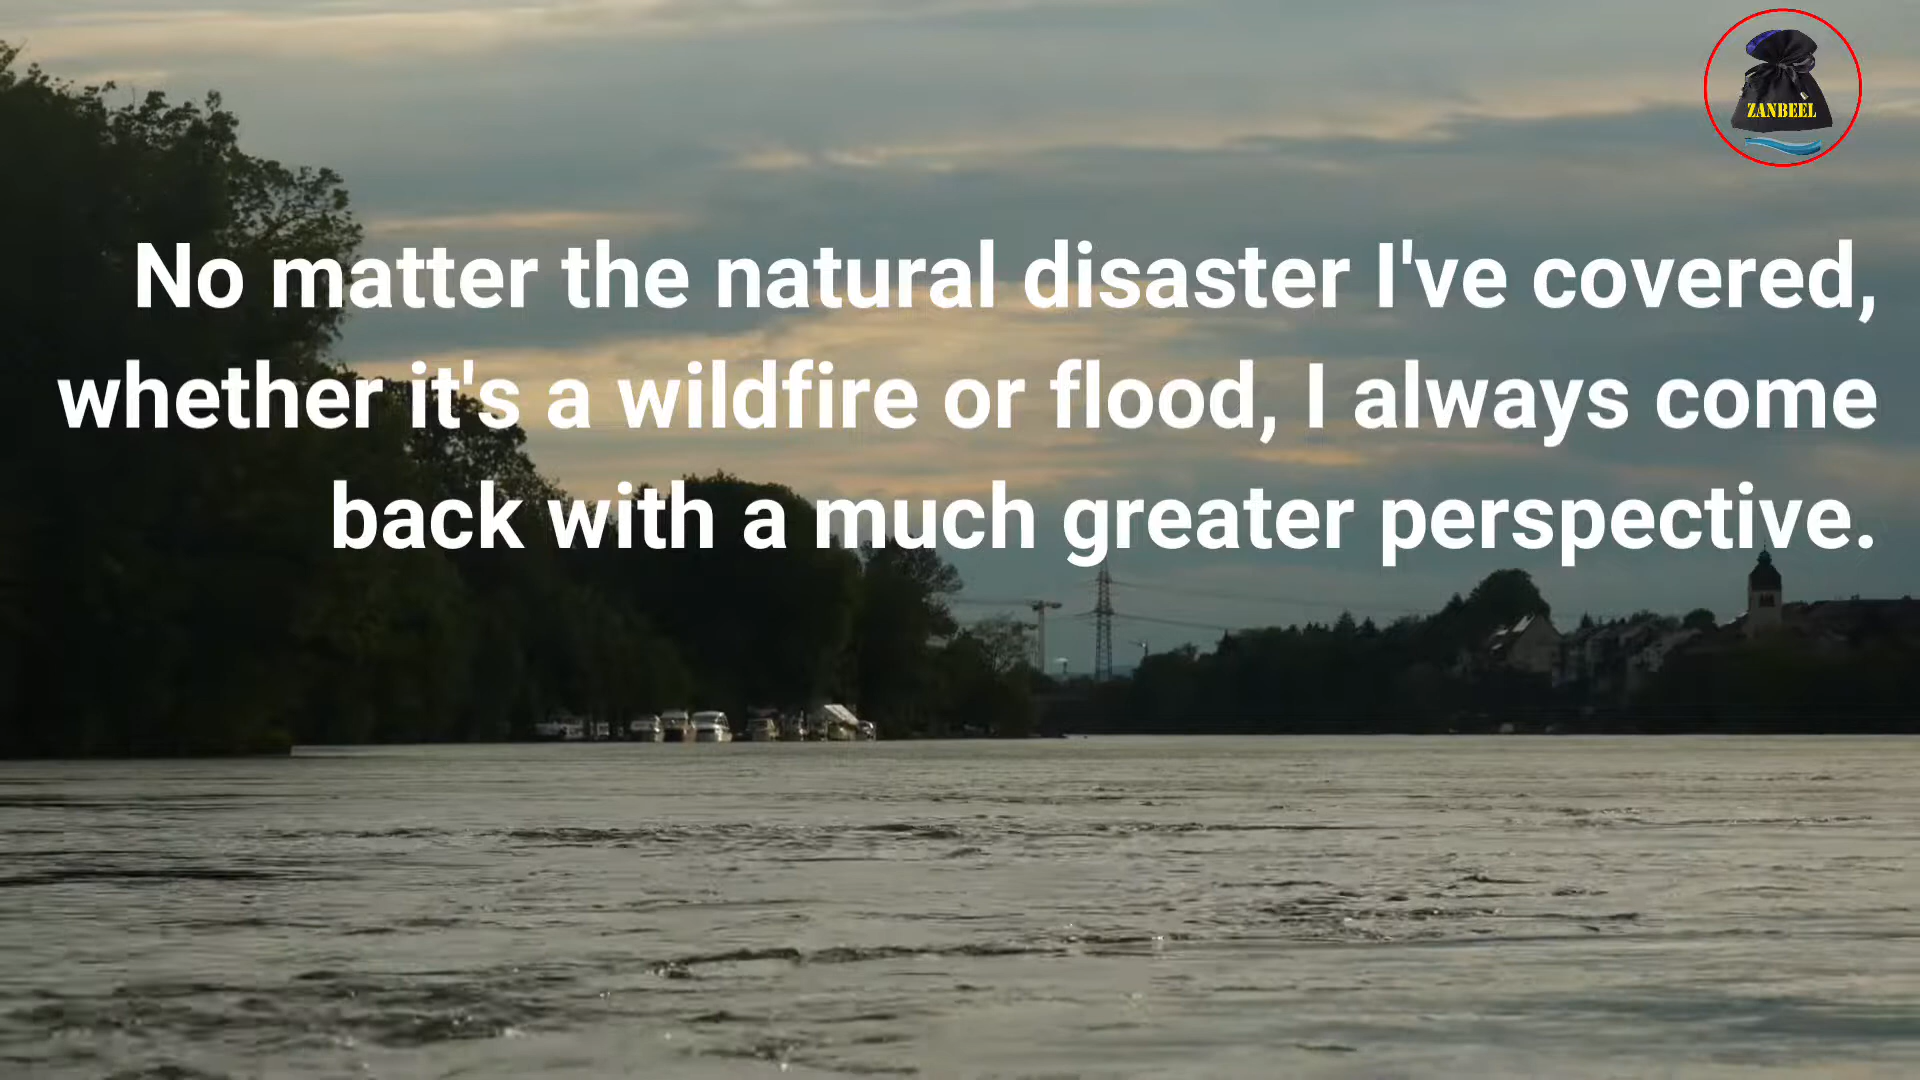 ZANBEEL
No matter the natural disaster I've covered,
whether it's a wildfire or flood, I always come
back with a much greater perspective.